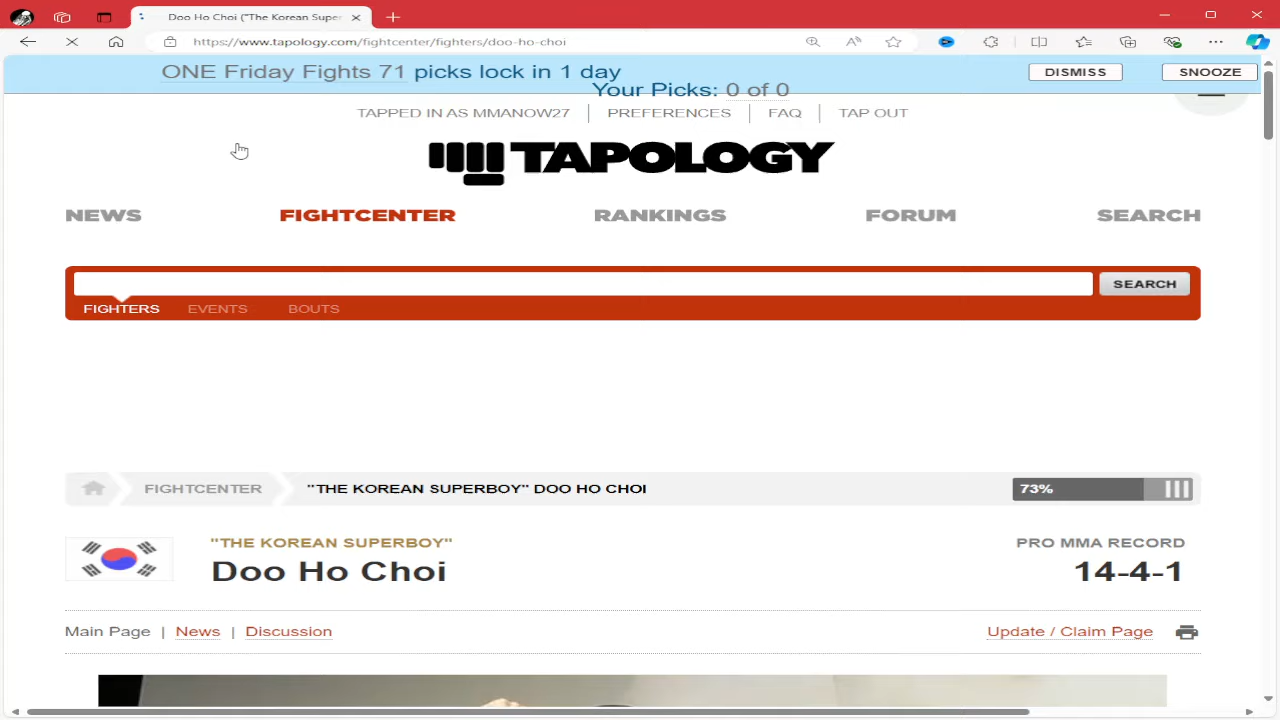 Doo Ho Choi ("The Korean Super
https://www.tapology.com/fightcenter/fighters/doo-ho-choi
ONE Friday Fights 71 picks lock in 1 day
Your Picks: 0 of 0
DISMISS
SNOOZE
TAPPED IN AS MMANOW27
PREFERENCES
FAQ
TAP OUT
TAPOLOGY
NEWS
FIGHTCENTER
RANKINGS
FORUM
SEARCH
SEARCH
FIGHTERS
EVENTS
BOUTS
FIGHTCENTER
"THE KOREAN SUPERBOY" DOO HO CHOI
73%
"THE KOREAN SUPERBOY"
PRO MMA RECORD
Doo Ho Choi
14-4-1
Main Page | News | Discussion
Update / Claim Page